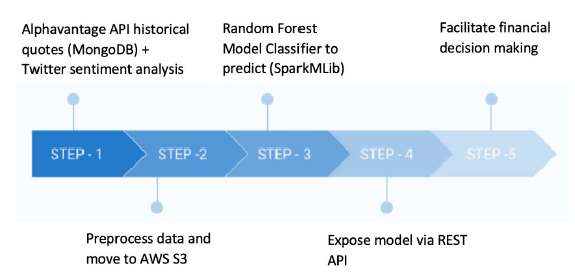 Alphavantage API historical
quotes (MongoDB) +
Twitter sentiment analysis
Random Forest
Model Classifier to
predict (SparkMLib)
Facilitate financial
decision making
STEP - 1
STEP -2
STEP - 3
STEP - 4
STEP -5
Preprocess data and
move to AWS S3
Expose model via REST
API